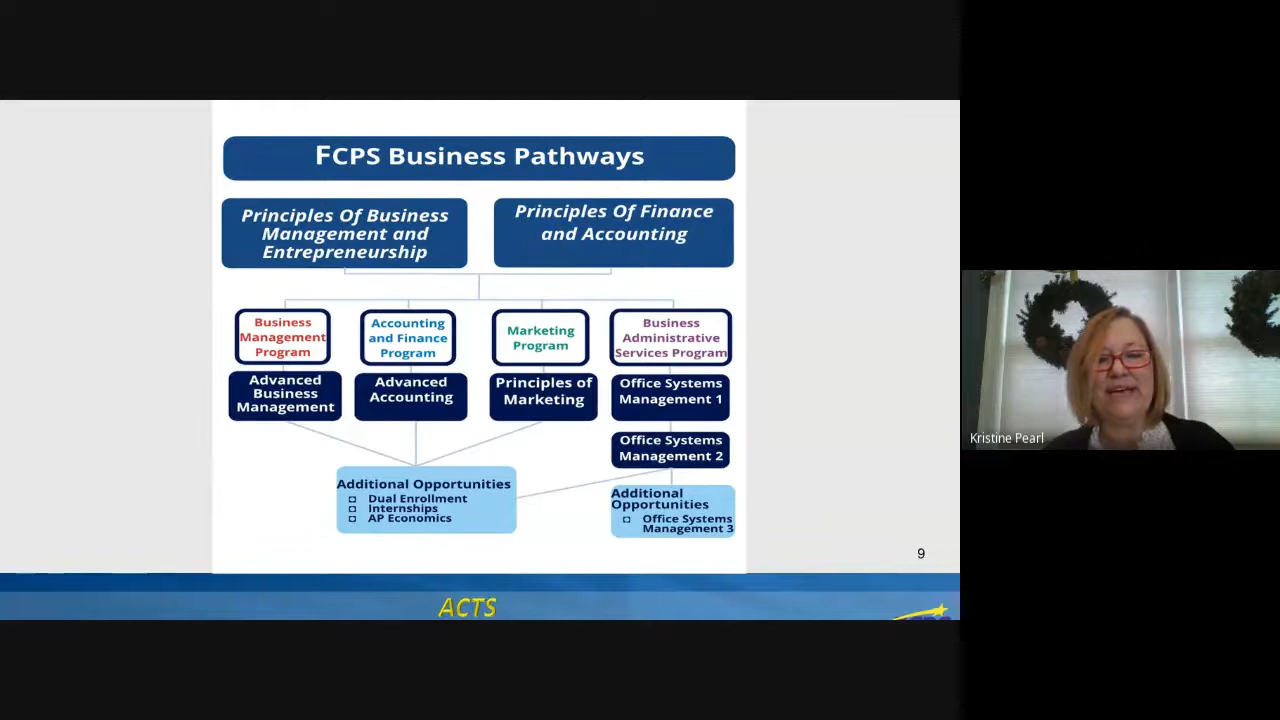 FCPS Business Pathways
Principles Of Business
Management and
Entrepreneurship
Principles Of Finance
and Accounting
Business
Management
Program
Accounting
and Finance
Program
Marketing
Program
Business
Administrative
Services Program
Advanced
Business
Management
Advanced
Accounting
Principles of
Marketing
Office Systems
Management 1
Office Systems
Management 2
Additional Opportunities
Dual Enrollment
Internships
AP Economics
Additional
Opportunities
Office Systems
Management 3
9
ACTS
Kristine Pearl